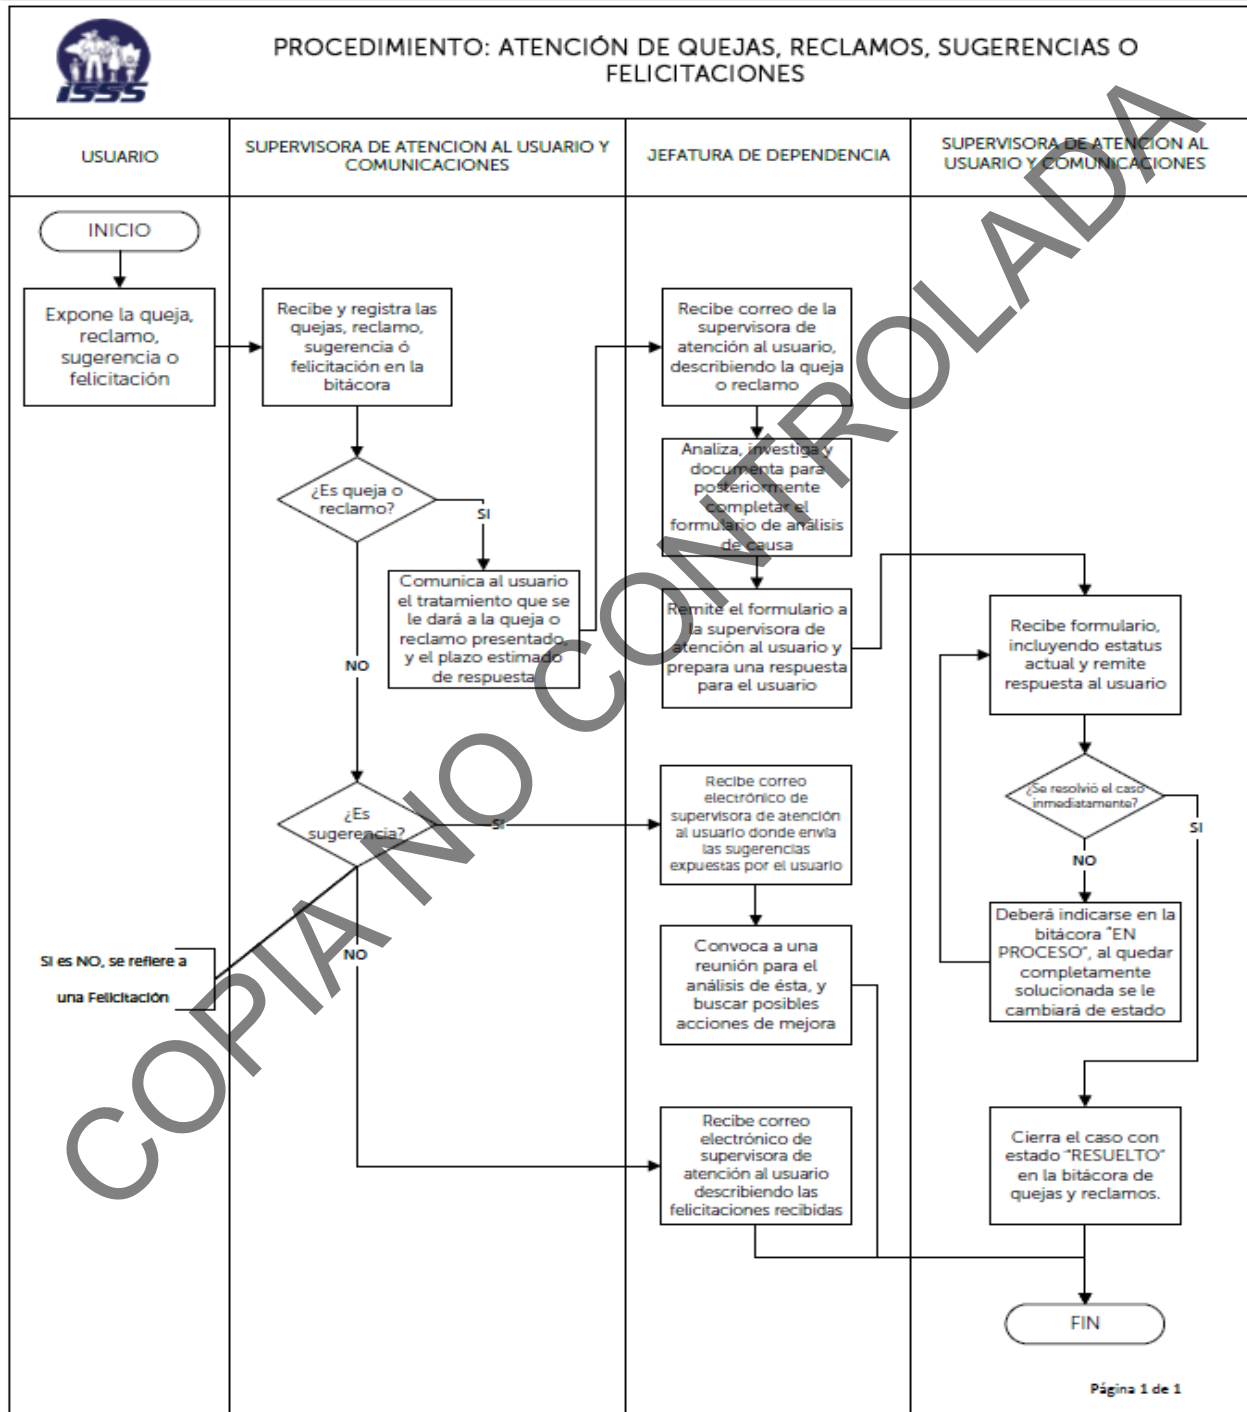 ISSS
PROCEDIMIENTO: ATENCIÓN DE QUEJAS, RECLAMOS, SUGERENCIAS O
FELICITACIONES
USUARIO
SUPERVISORA DE ATENCION AL USUARIO Y
COMUNICACIONES
JEFATURA DE DEPENDENCIA
SUPERVISORA DE ATENCION AL
USUARIO Y COMUNICACIONES
INICIO
Expone la queja,
reclamo,
sugerencia o
felicitación
Recibe y registra las
quejas, reclamo,
sugerencia ó
felicitación en la
bitácora
¿Es queja o
reclamo?
SI
NO
Comunica al usuario
el tratamiento que se
le dará a la queja o
reclamo presentado,
y el plazo estimado
de respuesta
Recibe correo de la
supervisora de
atención al usuario,
describiendo la queja
o reclamo
Analiza, investiga y
documenta para
posteriormente
completar el
formulario de análisis
de causa
Remite el formulario a
la supervisora de
atención al usuario y
prepara una respuesta
para el usuario
Recibe formulario,
incluyendo estatus
actual y remite
respuesta al usuario
¿Se resolvió el caso
inmediatamente?
SI
NO
Deberá indicarse en la
bitácora "EN
PROCESO", al quedar
completamente
solucionada se le
cambiará de estado
¿Es
sugerencia?
SI
NO
SI es NO, se refiere a
una Felicitación
Recibe correo
electrónico de
supervisora de atención
al usuario donde envía
las sugerencias
expuestas por el usuario
Convoca a una
reunión para el
análisis de ésta, y
buscar posibles
acciones de mejora
Recibe correo
electrónico de
supervisora de
atención al usuario
describiendo las
felicitaciones recibidas
Cierra el caso con
estado "RESUELTO"
en la bitácora de
quejas y reclamos.
FIN
Página 1 de 1
COPIA NO CONTROLADA